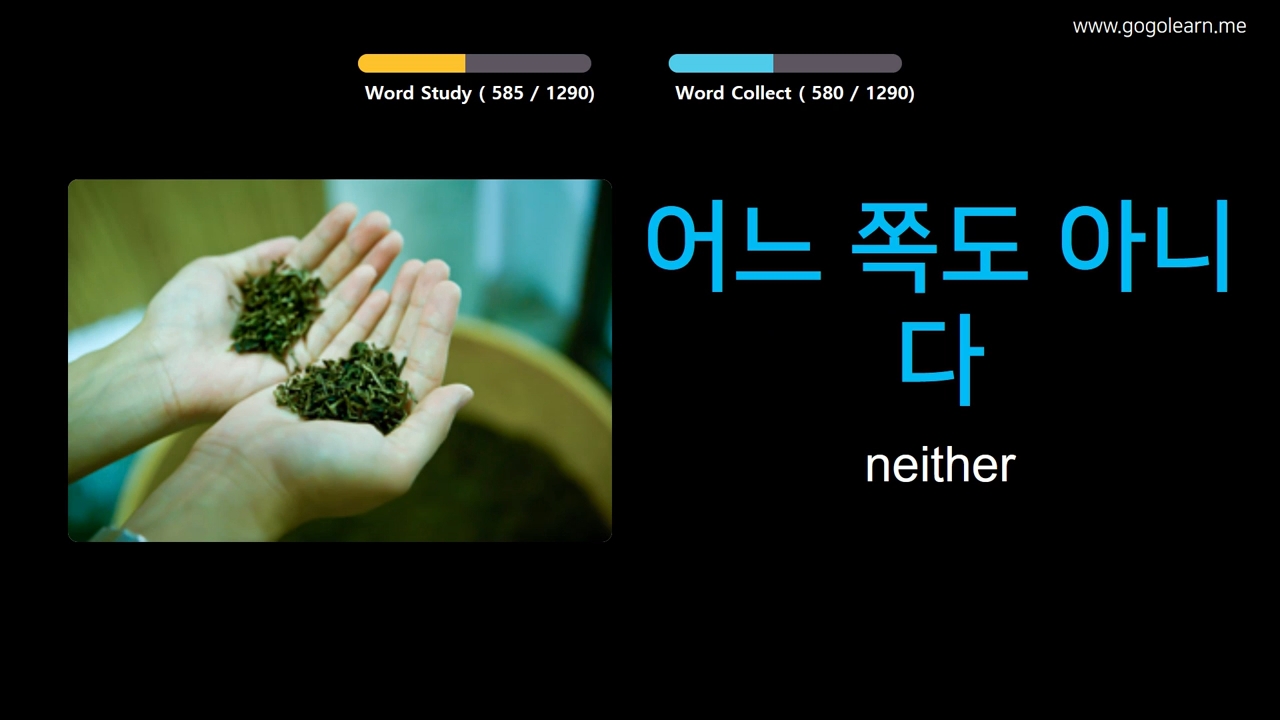 www.gogolearn.me
Word Study ( 585 / 1290)
Word Collect ( 580 / 1290)
어느 쪽도 아니
다
neither